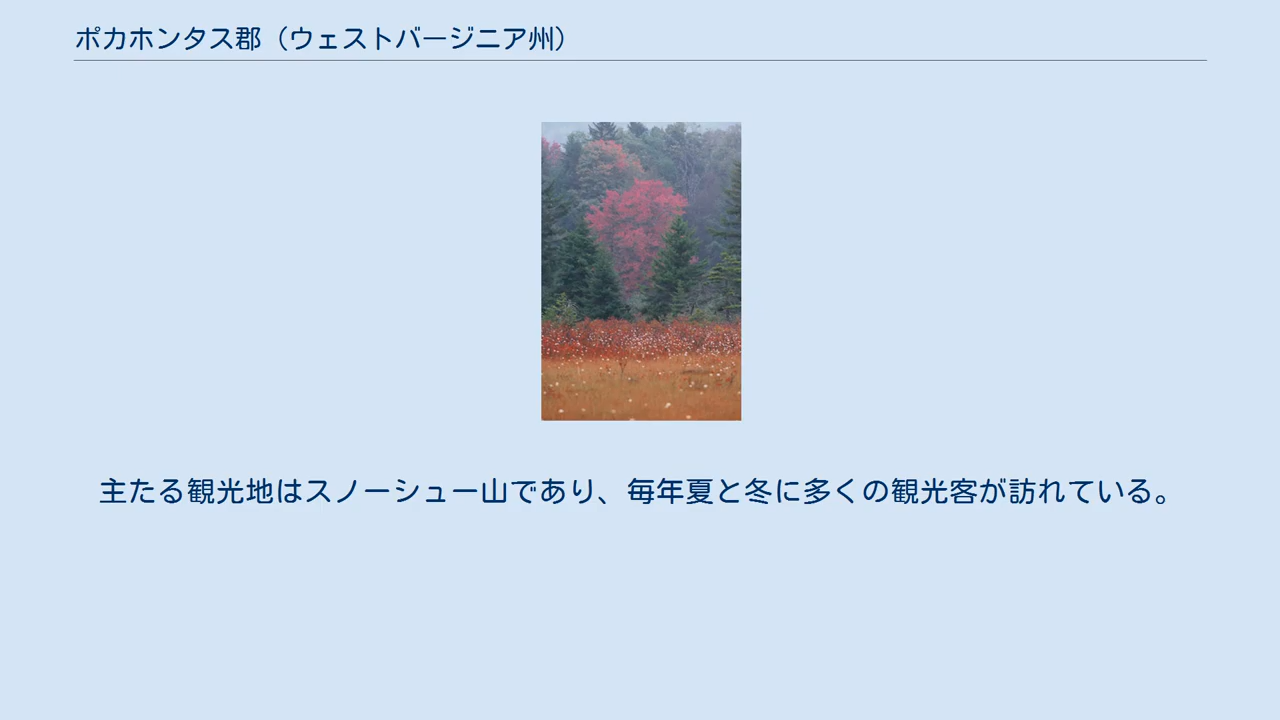 ポカホンタス郡（ウェストバージニア州）
主たる観光地はスノーシュー山であり、毎年夏と冬に多くの観光客が訪れている。